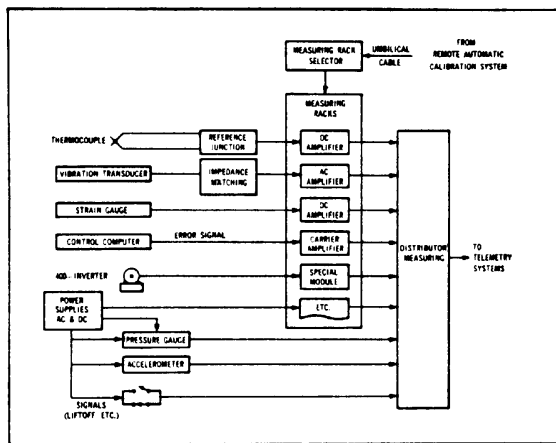 MEASURING RACK
SELECTOR
UMBILICAL
CABLE
FROM
REMOTE AUTOMATIC
CALIBRATION SYSTEM
MEASURING
RACKS
THERMOCOUPLE
REFERENCE
JUNCTION
DC
AMPLIFIER
VIBRATION TRANSDUCER
IMPEDANCE
MATCHING
AC
AMPLIFIER
STRAIN GAUGE
DC
AMPLIFIER
CONTROL COMPUTER
ERROR SIGNAL
CARRIER
AMPLIFIER
DISTRIBUTOR
MEASURING
TO
TELEMETRY
SYSTEMS
INVERTER
SPECIAL
MODULE
POWER
SUPPLIES
AC & DC
ETC.
PRESSURE GAUGE
ACCELEROMETER
SIGNALS
(LIFTOFF ETC.)